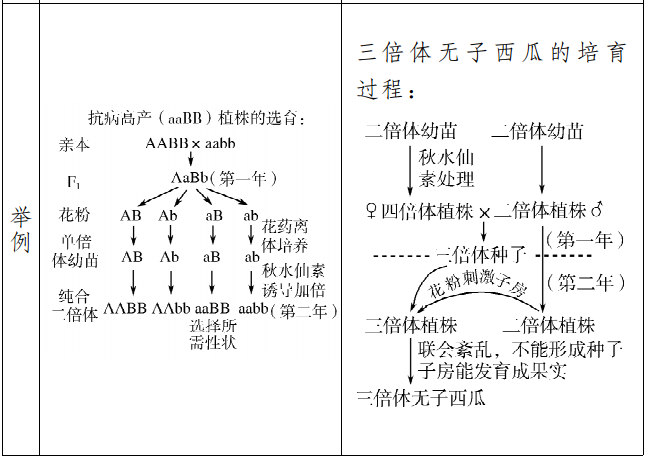 举
例
抗病高产（aaBB）植株的选育：
亲本 AABB×aabb
F₁ AaBb（第一年）
花粉 AB Ab aB ab
花药离
体培养
单倍
体幼苗 AB Ab aB ab
秋水仙素
诱导加倍
纯合
二倍体 AABB AAbb aaBB aabb（第二年）
选择所
需性状
三倍体无子西瓜的培育
过程：
二倍体幼苗 二倍体幼苗
秋水仙
素处理
♀四倍体植株×二倍体植株♂
（第一年）
三倍体种子
（第二年）
花粉刺激子房
三倍体植株 二倍体植株
联会紊乱，不能形成种子
子房能发育成果实
三倍体无子西瓜